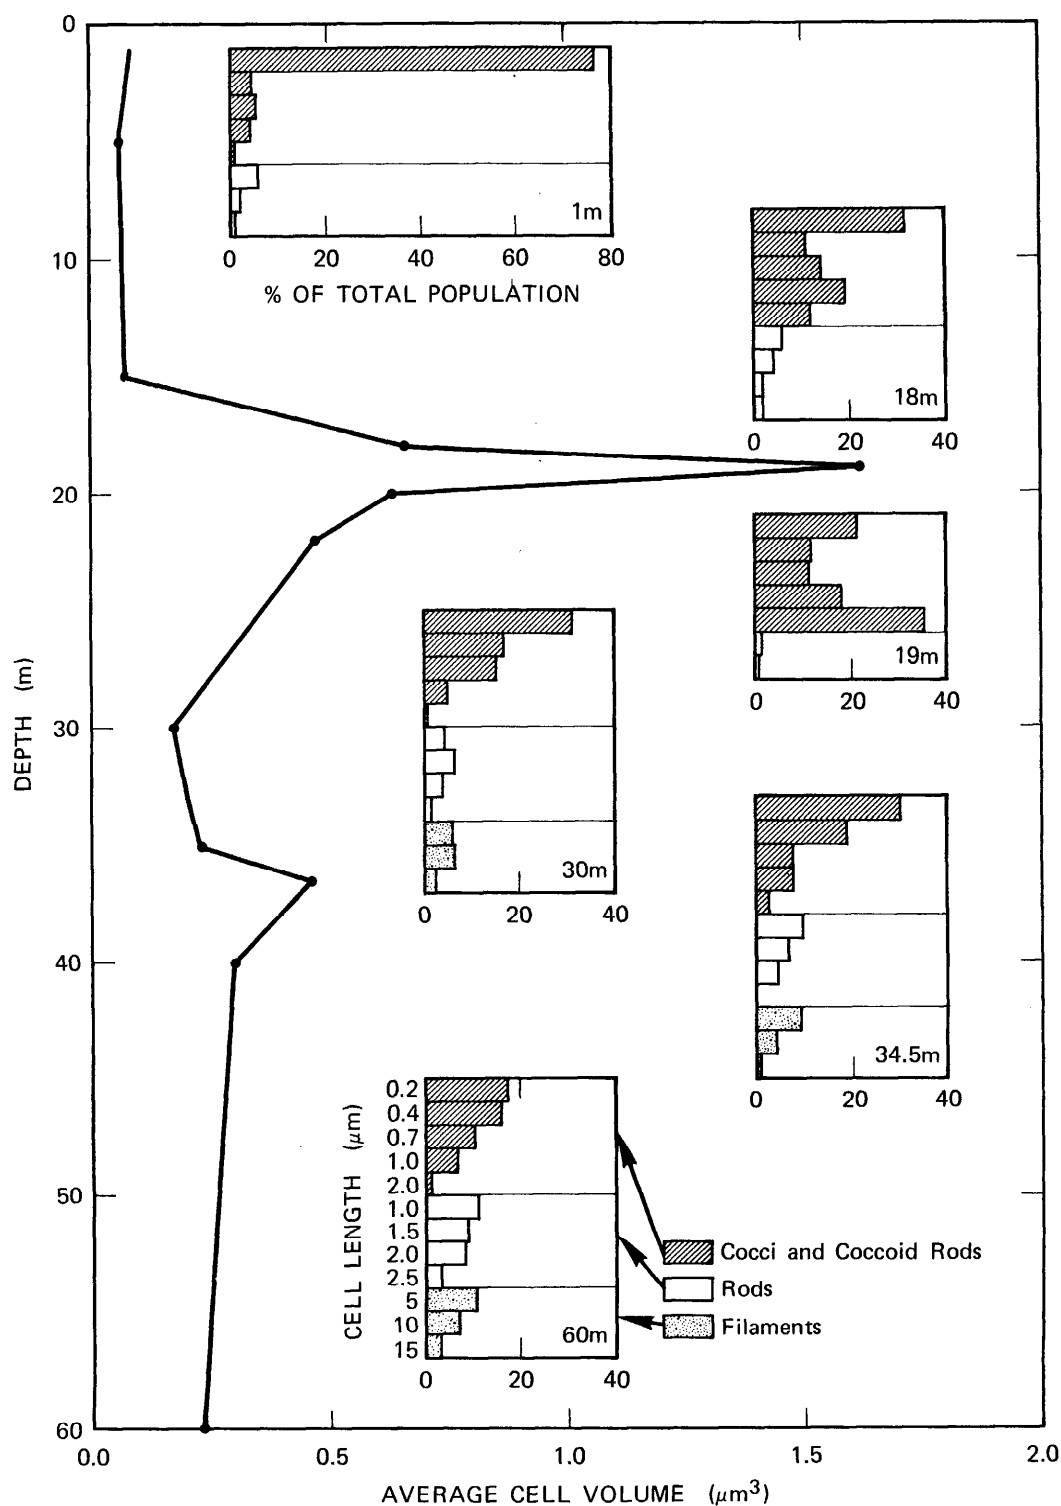 0
1m
0 20 40 60 80
% OF TOTAL POPULATION
10
18m
0 20 40
20
19m
0 20 40
DEPTH (m)
30
30m
0 20 40
40
34.5m
0 20 40
CELL LENGTH (μm)
0.2
0.4
0.7
1.0
2.0
1.0
1.5
2.0
2.5
5
10
15
50
Cocci and Coccoid Rods
Rods
Filaments
60m
0 20 40
60
0.0 0.5 1.0 1.5 2.0
AVERAGE CELL VOLUME (μm³)